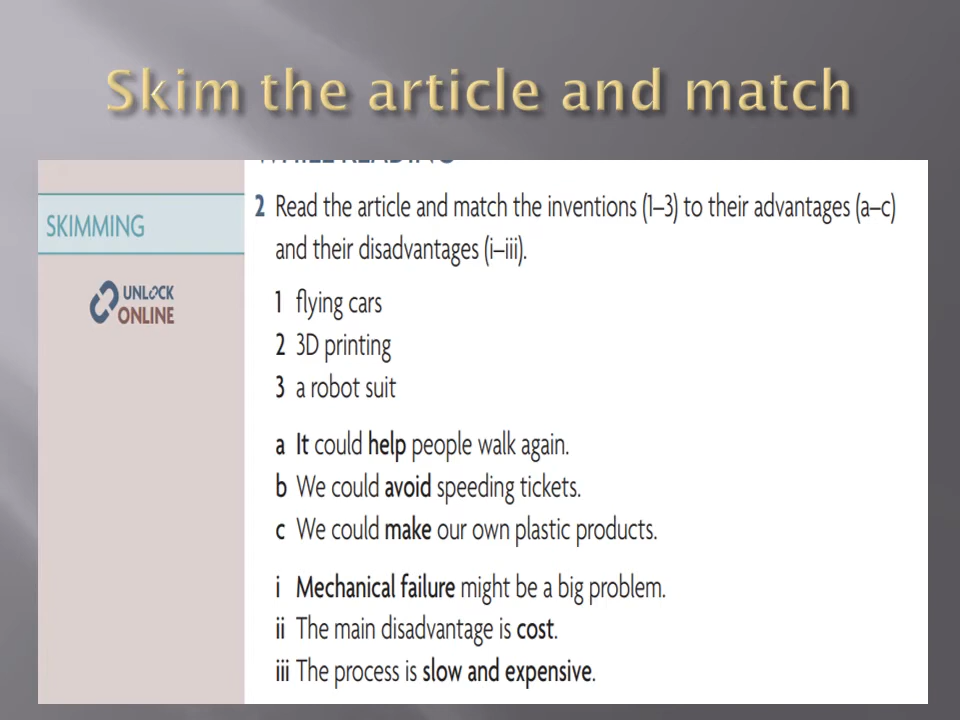 Skim the article and match
WHILE READING
SKIMMING
UNLOCK
ONLINE
2 Read the article and match the inventions (1–3) to their advantages (a–c)
and their disadvantages (i–iii).
1 flying cars
2 3D printing
3 a robot suit
a It could help people walk again.
b We could avoid speeding tickets.
c We could make our own plastic products.
i Mechanical failure might be a big problem.
ii The main disadvantage is cost.
iii The process is slow and expensive.